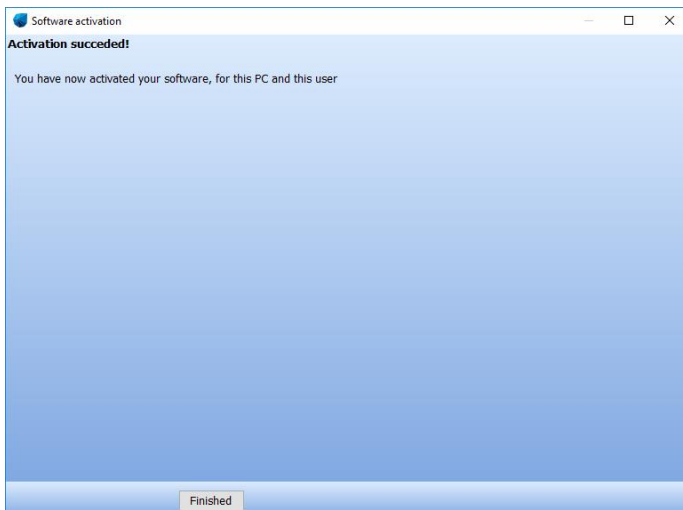 Software activation
Activation succeded!
You have now activated your software, for this PC and this user
Finished